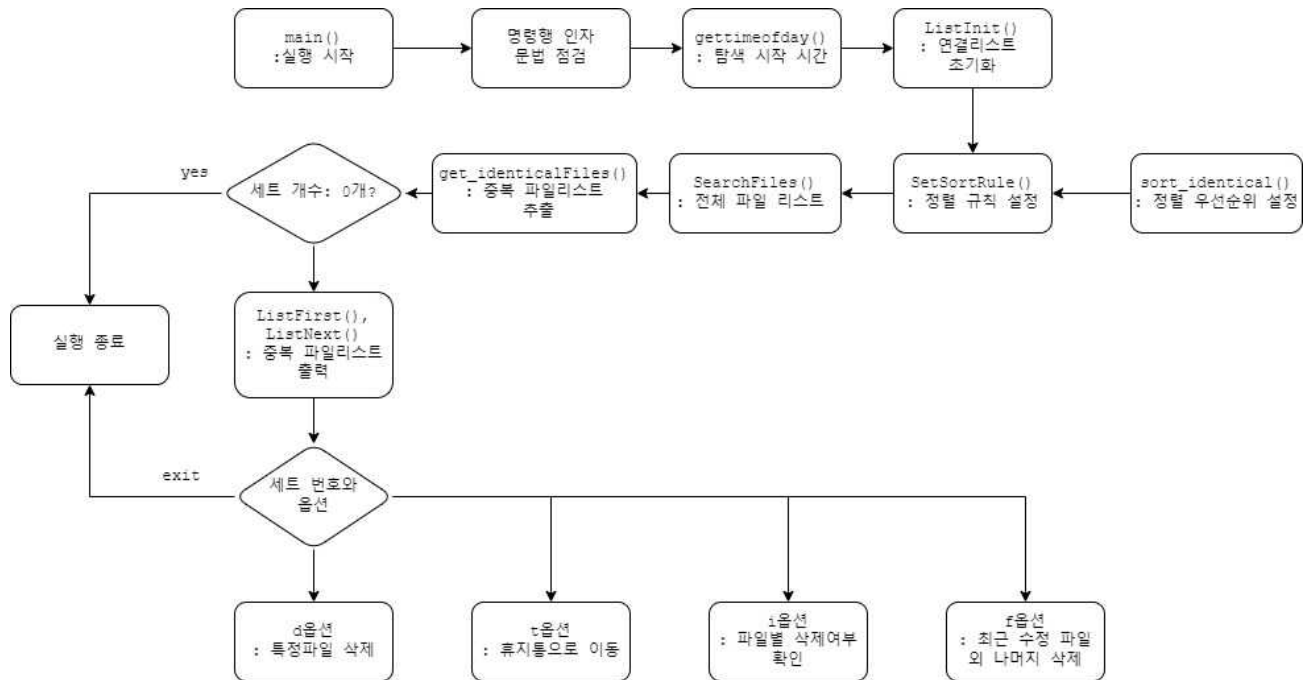 main()
:실행 시작
명령행 인자
문법 점검
gettimeofday()
: 탐색 시작 시간
ListInit()
: 연결리스트
초기화
yes
세트 개수: 0개?
get_identicalFiles()
: 중복 파일리스트
추출
SearchFiles()
: 전체 파일 리스트
SetSortRule()
: 정렬 규칙 설정
sort_identical()
: 정렬 우선순위 설정
실행 종료
ListFirst(),
ListNext()
: 중복 파일리스트
출력
exit
세트 번호와
옵션
d옵션
: 특정파일 삭제
t옵션
: 휴지통으로 이동
i옵션
: 파일별 삭제여부
확인
f옵션
: 최근 수정 파일
외 나머지 삭제